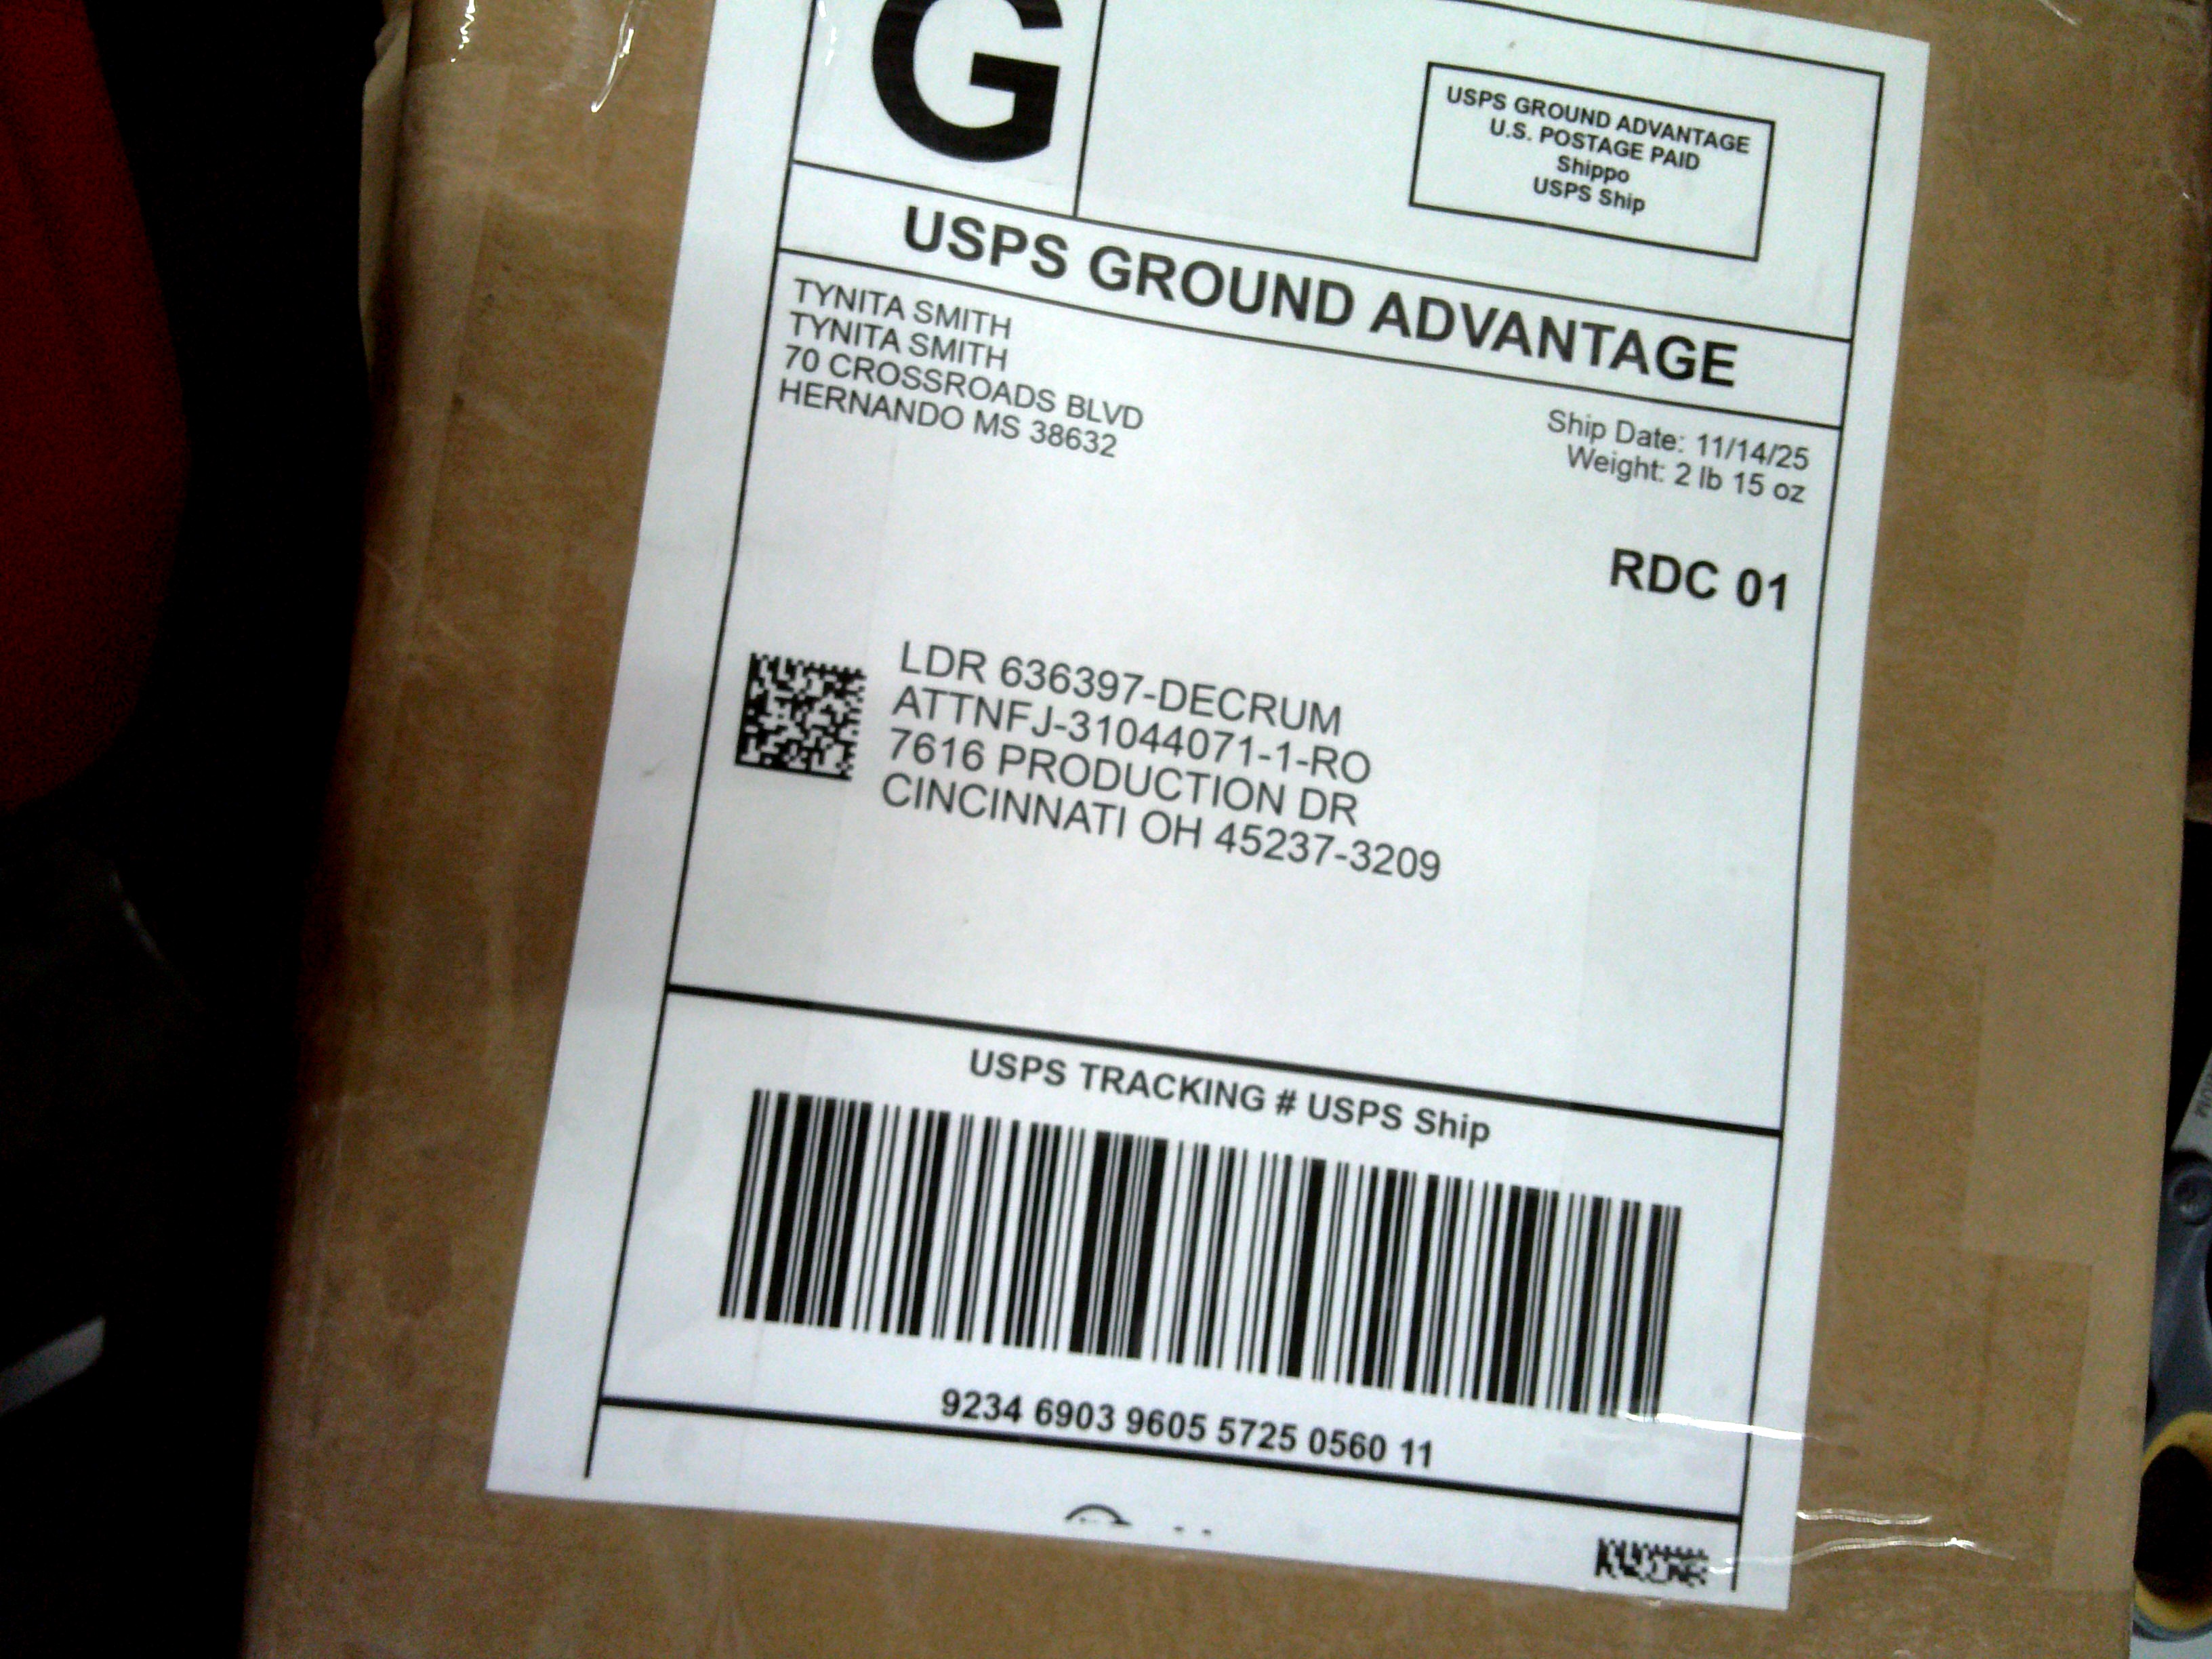 G
USPS GROUND ADVANTAGE
U.S. POSTAGE PAID
Shippo
USPS Ship
USPS GROUND ADVANTAGE
TYNITA SMITH
TYNITA SMITH
70 CROSSROADS BLVD
HERNANDO MS 38632
Ship Date: 11/14/25
Weight: 2 lb 15 oz
RDC 01
LDR 636397-DECRUM
ATTNFJ-31044071-1-RO
7616 PRODUCTION DR
CINCINNATI OH 45237-3209
USPS TRACKING # USPS Ship
9234 6903 9605 5725 0560 11